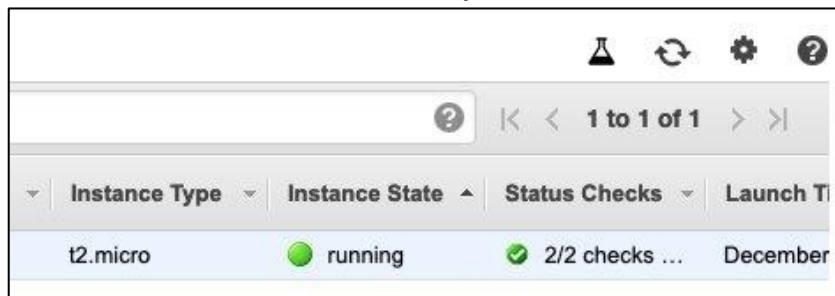 1 to 1 of 1
Instance Type Instance State Status Checks Launch Ti
t2.micro running 2/2 checks ... December